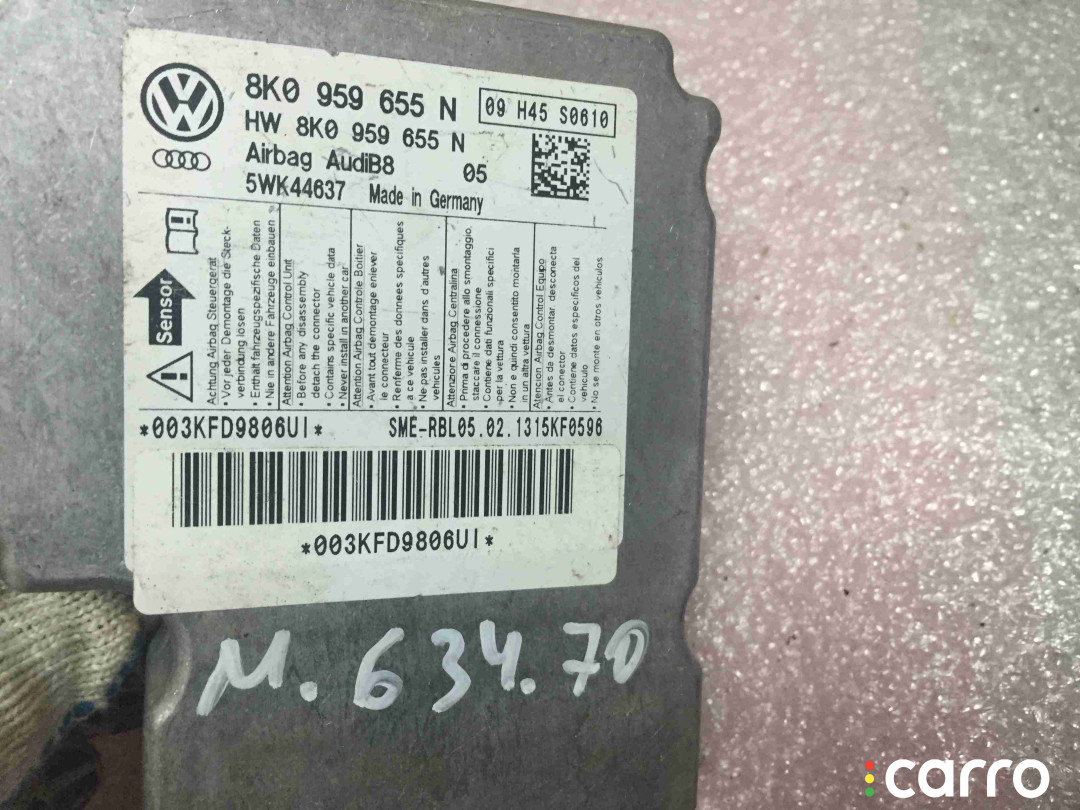 8K0 959 655 N
09 H45 S0610
HW 8K0 959 655 N
Airbag AudiB8 05
5WK44637 Made in Germany
Sensor
Achtung Airbag Steuergerät
• Vor jeder Demontage die Steck-
verbindung lösen
• Enthält fahrzeugspezifische Daten
• Nie in andere Fahrzeuge einbauen
Attention Airbag Control Unit
• Before any disassembly
detach the connector
• Contains specific vehicle data
• Never install in another car
Attention Airbag Controle Boitier
• Avant tout demontage enlever
le connecteur
• Renferme des donnees specifiques
a ce vehicule
• Ne pas installer dans d'autres
vehicules
Attenzione Airbag Centralina
• Prima di procedere allo smontaggio.
staccare il connessione
• Contiene dati funzionali specifici
per la vettura
• Non e quindi consentito montarla
in un altra vettura
Atencion Airbag Control Equipo
• Antes de desmontar desconecta
el conector
• Contiene datos especificos del
vehiculo
• No se monte en otros vehiculos
*003KFD9806UI*
SME-RBL05.02.1315KF0596
*003KFD9806UI*
M. 634.70
carro